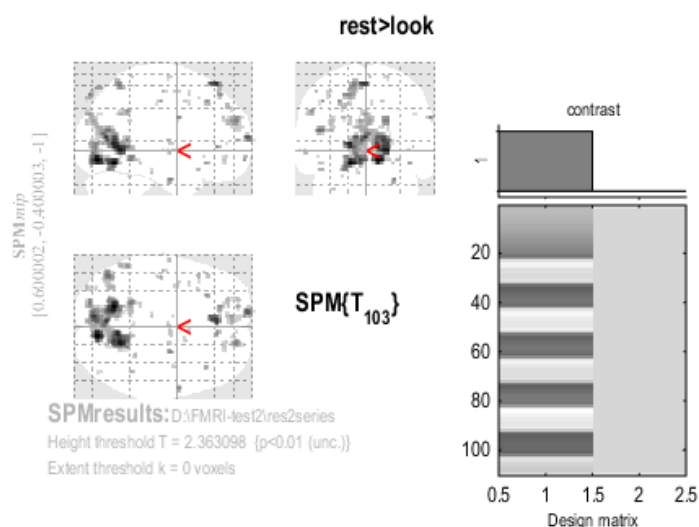 rest>look
SPMmip
[0.600002, -0.400003, -1]
SPM{T103}
contrast
1
20
40
60
80
100
0.5 1 1.5 2 2.5
Design matrix
SPMresults: D:\FMRI-test2\res2series
Height threshold T = 2.363098 {p<0.01 (unc.)}
Extent threshold k = 0 voxels